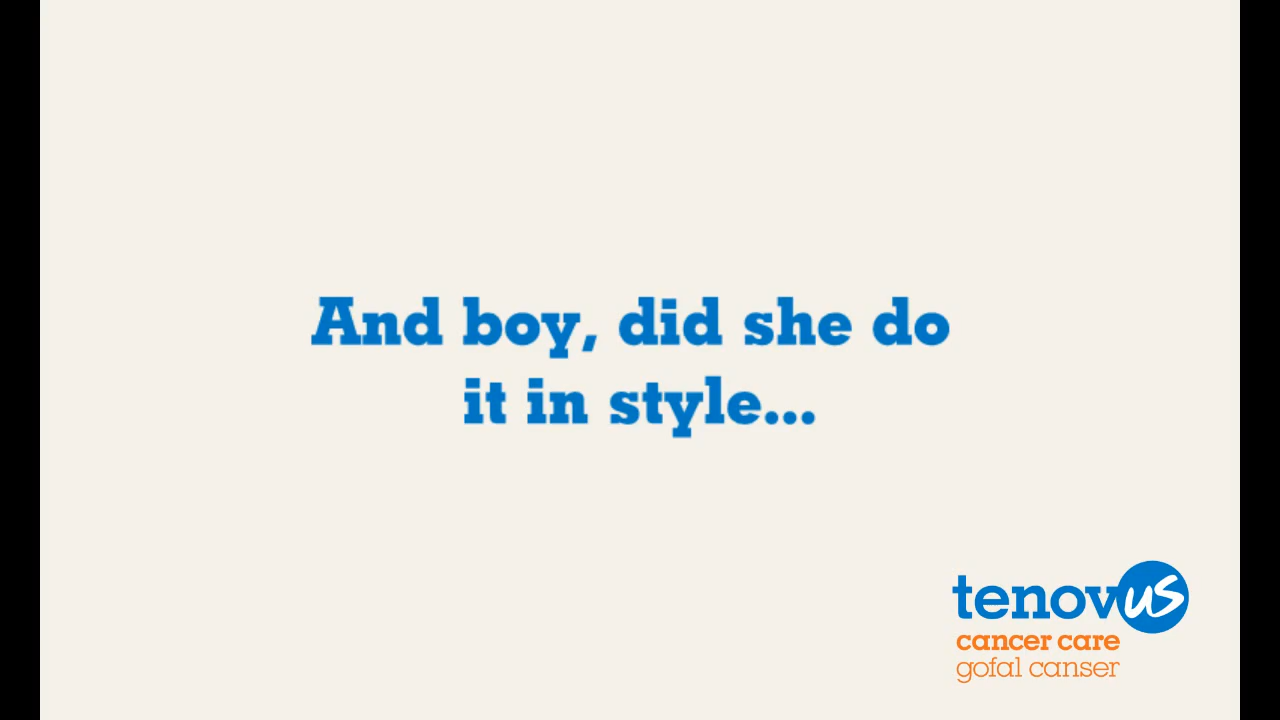 And boy, did she do
it in style...
tenovus
cancer care
gofal canser